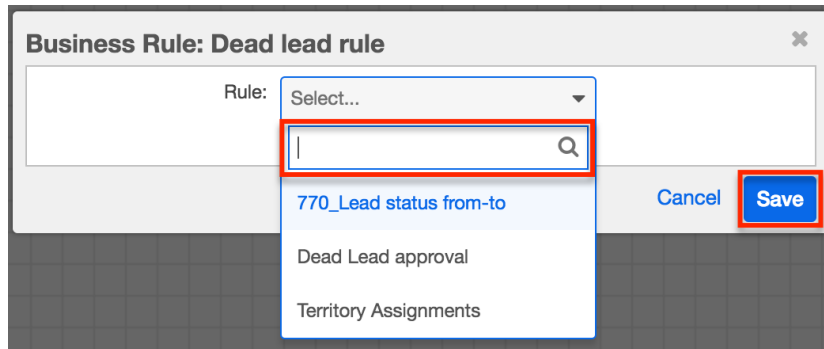 Business Rule: Dead lead rule
Rule:
Select...
770_Lead status from-to
Dead Lead approval
Territory Assignments
Cancel
Save